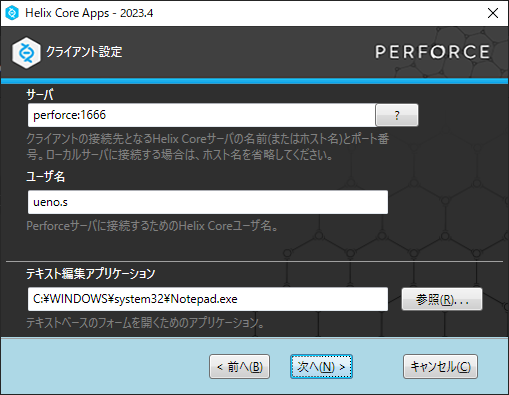 Helix Core Apps - 2023.4
クライアント設定
PERFORCE
サーバ
perforce:1666
?
クライアントの接続先となるHelix Coreサーバの名前(またはホスト名)とポート番
号。ローカルサーバに接続する場合は、ホスト名を省略してください。
ユーザ名
ueno.s
Perforceサーバに接続するためのHelix Coreユーザ名。
テキスト編集アプリケーション
C:¥WINDOWS¥system32¥Notepad.exe
参照(R)...
テキストベースのフォームを開くためのアプリケーション。
< 前へ(B)
次へ(N) >
キャンセル(C)